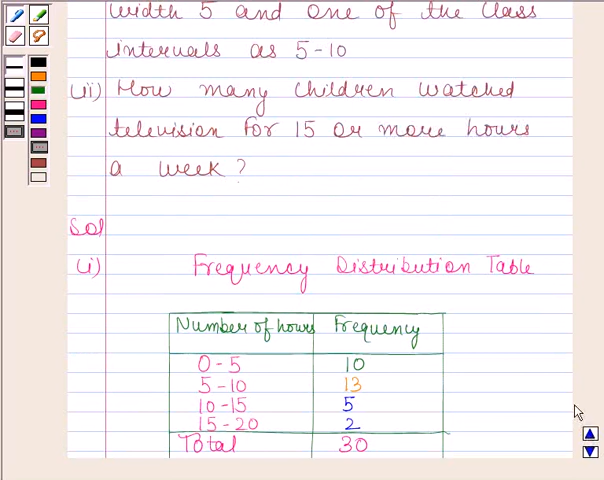 width 5 and one of the class
intervals as 5-10
(ii) How many children watched
television for 15 or more hours
a week?
Sol
(i) Frequency Distribution Table
Number of hours Frequency
0-5 10
5-10 13
10-15 5
15-20 2
Total 30